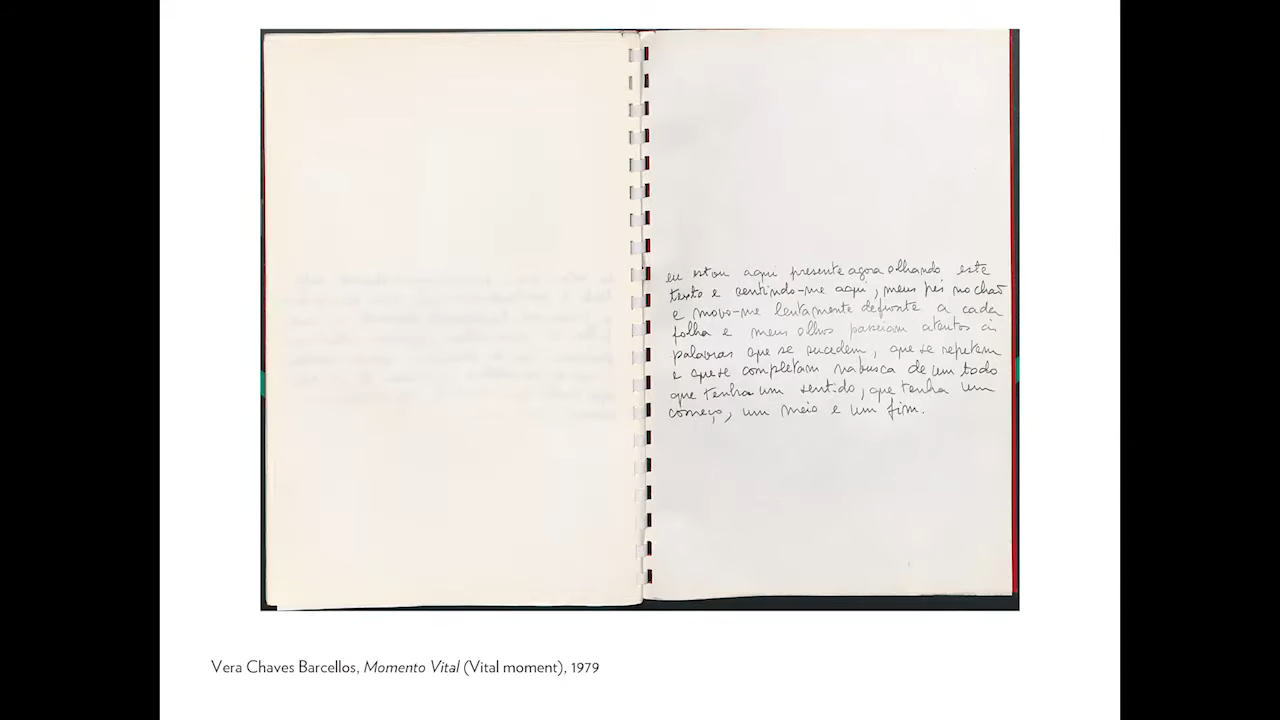 eu estou aqui presente agora olhando este
texto e sentindo-me aqui, meus pés no chão
e movo-me lentamente defronte a cada
folha e meus olhos passeiam atentos às
palavras que se sucedem, que se repetem
e que se completam na busca de um todo
que tenha um sentido, que tenha um
começo, um meio e um fim.
Vera Chaves Barcellos, Momento Vital (Vital moment), 1979